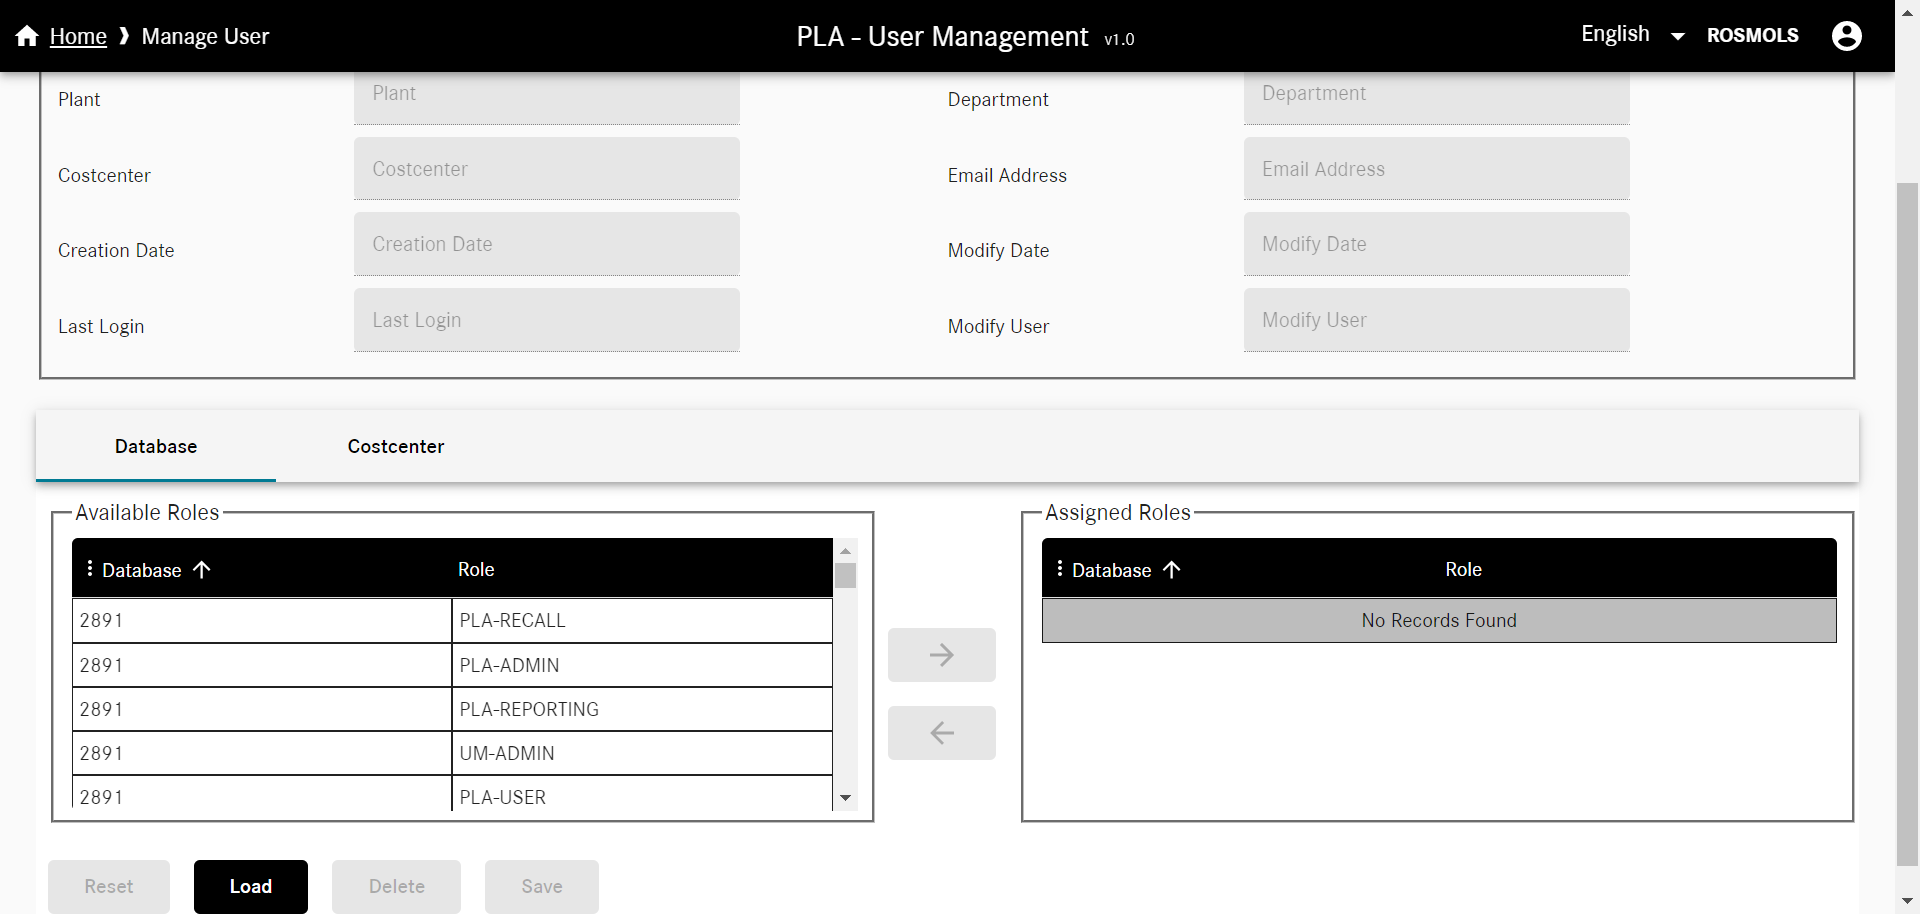 Home ❱ Manage User
PLA - User Management v1.0
English
ROSMOLS
Plant Plant Department Department
Costcenter Costcenter Email Address Email Address
Creation Date Creation Date Modify Date Modify Date
Last Login Last Login Modify User Modify User
Database Costcenter
Available Roles
Database Role
2891 PLA-RECALL
2891 PLA-ADMIN
2891 PLA-REPORTING
2891 UM-ADMIN
2891 PLA-USER
Assigned Roles
Database Role
No Records Found
Reset Load Delete Save